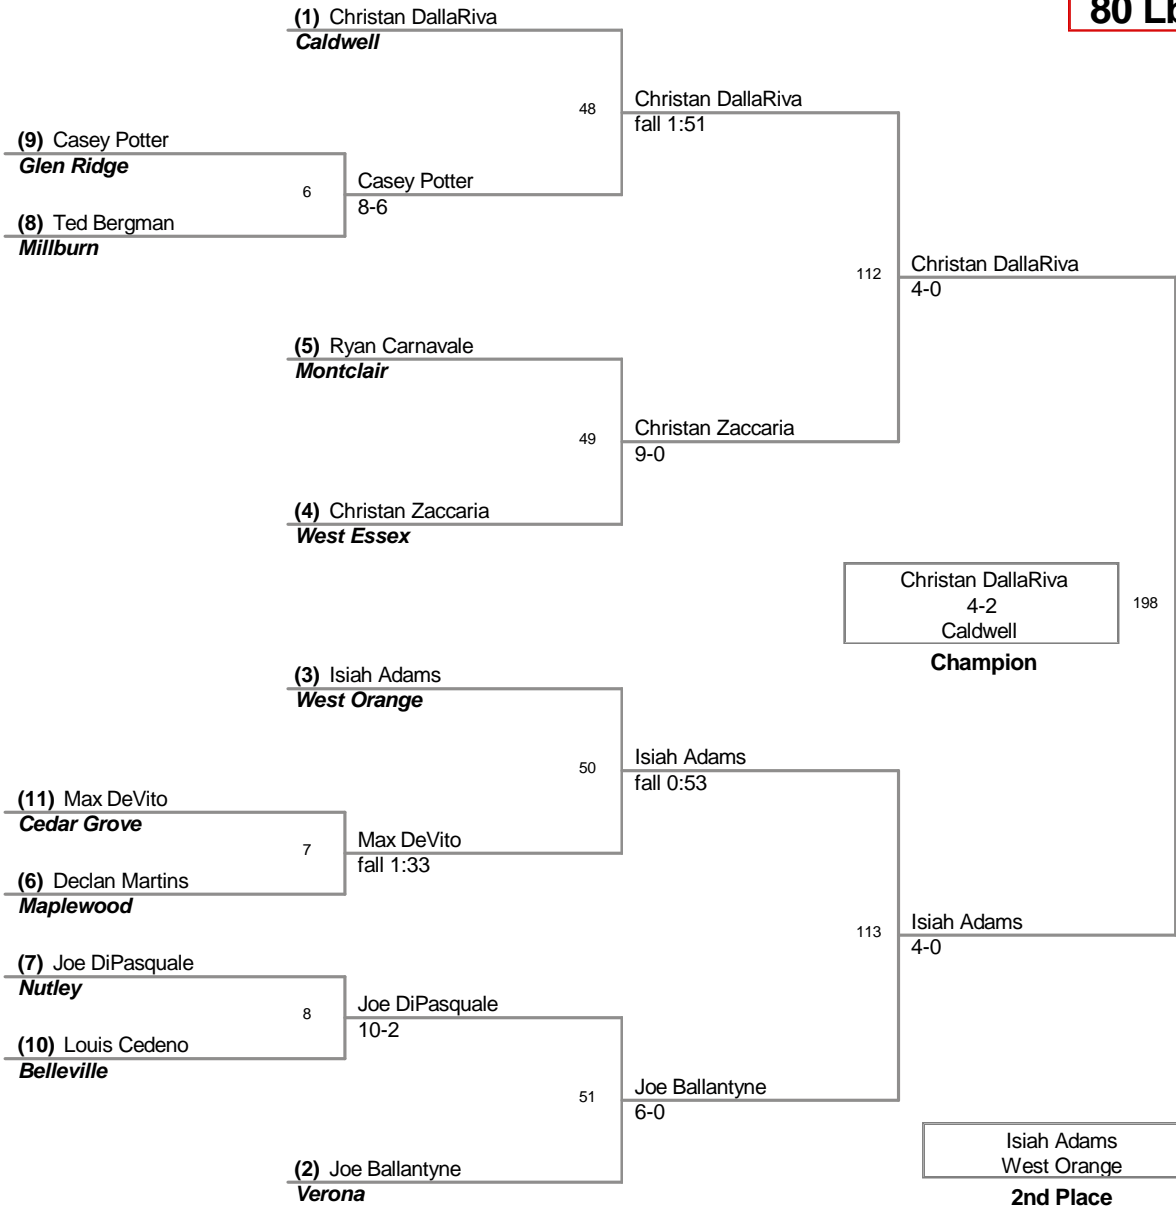 80 Lb
(1) Christan DallaRiva
Caldwell
48
Christan DallaRiva
fall 1:51
(9) Casey Potter
Glen Ridge
6
Casey Potter
8-6
(8) Ted Bergman
Millburn
112
Christan DallaRiva
4-0
(5) Ryan Carnavale
Montclair
49
Christan Zaccaria
9-0
(4) Christan Zaccaria
West Essex
Christan DallaRiva
4-2
Caldwell
198
Champion
(3) Isiah Adams
West Orange
50
Isiah Adams
fall 0:53
(11) Max DeVito
Cedar Grove
7
Max DeVito
fall 1:33
(6) Declan Martins
Maplewood
113
Isiah Adams
4-0
(7) Joe DiPasquale
Nutley
8
Joe DiPasquale
10-2
(10) Louis Cedeno
Belleville
51
Joe Ballantyne
6-0
(2) Joe Ballantyne
Verona
Isiah Adams
West Orange
2nd Place